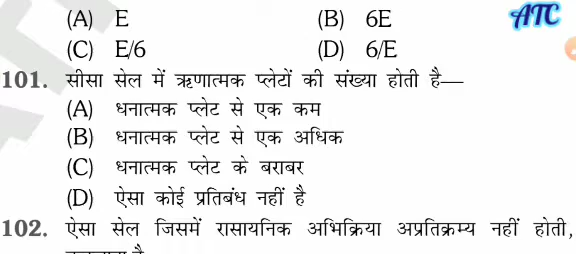 (A) E (B) 6E ATC
(C) E/6 (D) 6/E
101. सीसा सेल में ऋणात्मक प्लेटों की संख्या होती है—
(A) धनात्मक प्लेट से एक कम
(B) धनात्मक प्लेट से एक अधिक
(C) धनात्मक प्लेट के बराबर
(D) ऐसा कोई प्रतिबंध नहीं है
102. ऐसा सेल जिसमें रासायनिक अभिक्रिया अप्रतिक्रम्य नहीं होती,